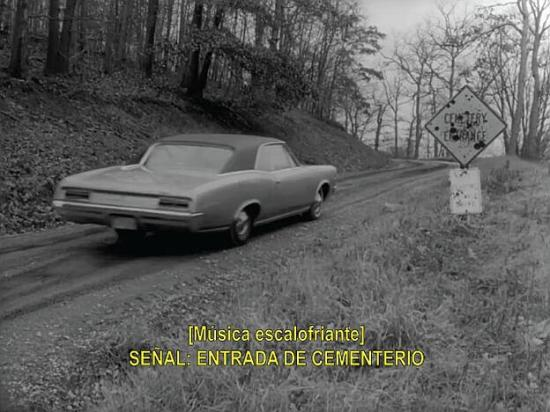 CEMETERY
ENTRANCE
[Música escalofriante]
SEÑAL: ENTRADA DE CEMENTERIO